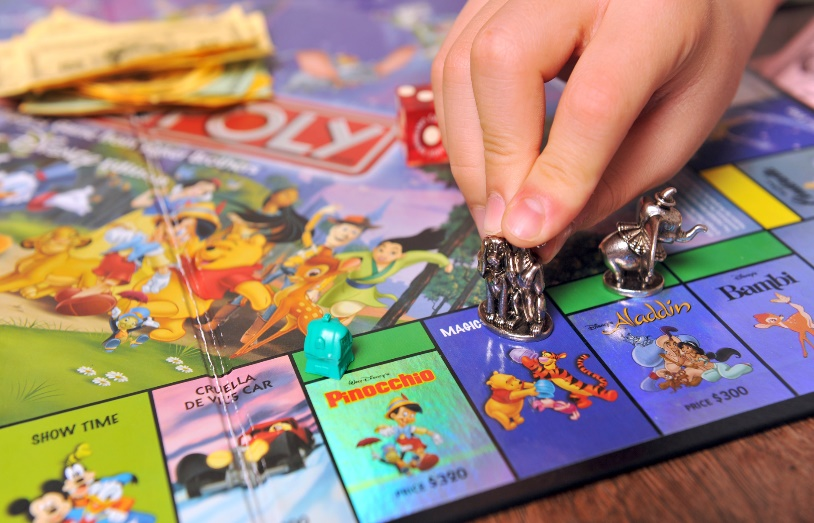 OLY
MAGIC
Disney's
Aladdin
PRICE $300
Disney's
Bambi
Walt Disney's
Pinocchio
PRICE $320
CRUELLA
DE VIL'S CAR
SHOW TIME